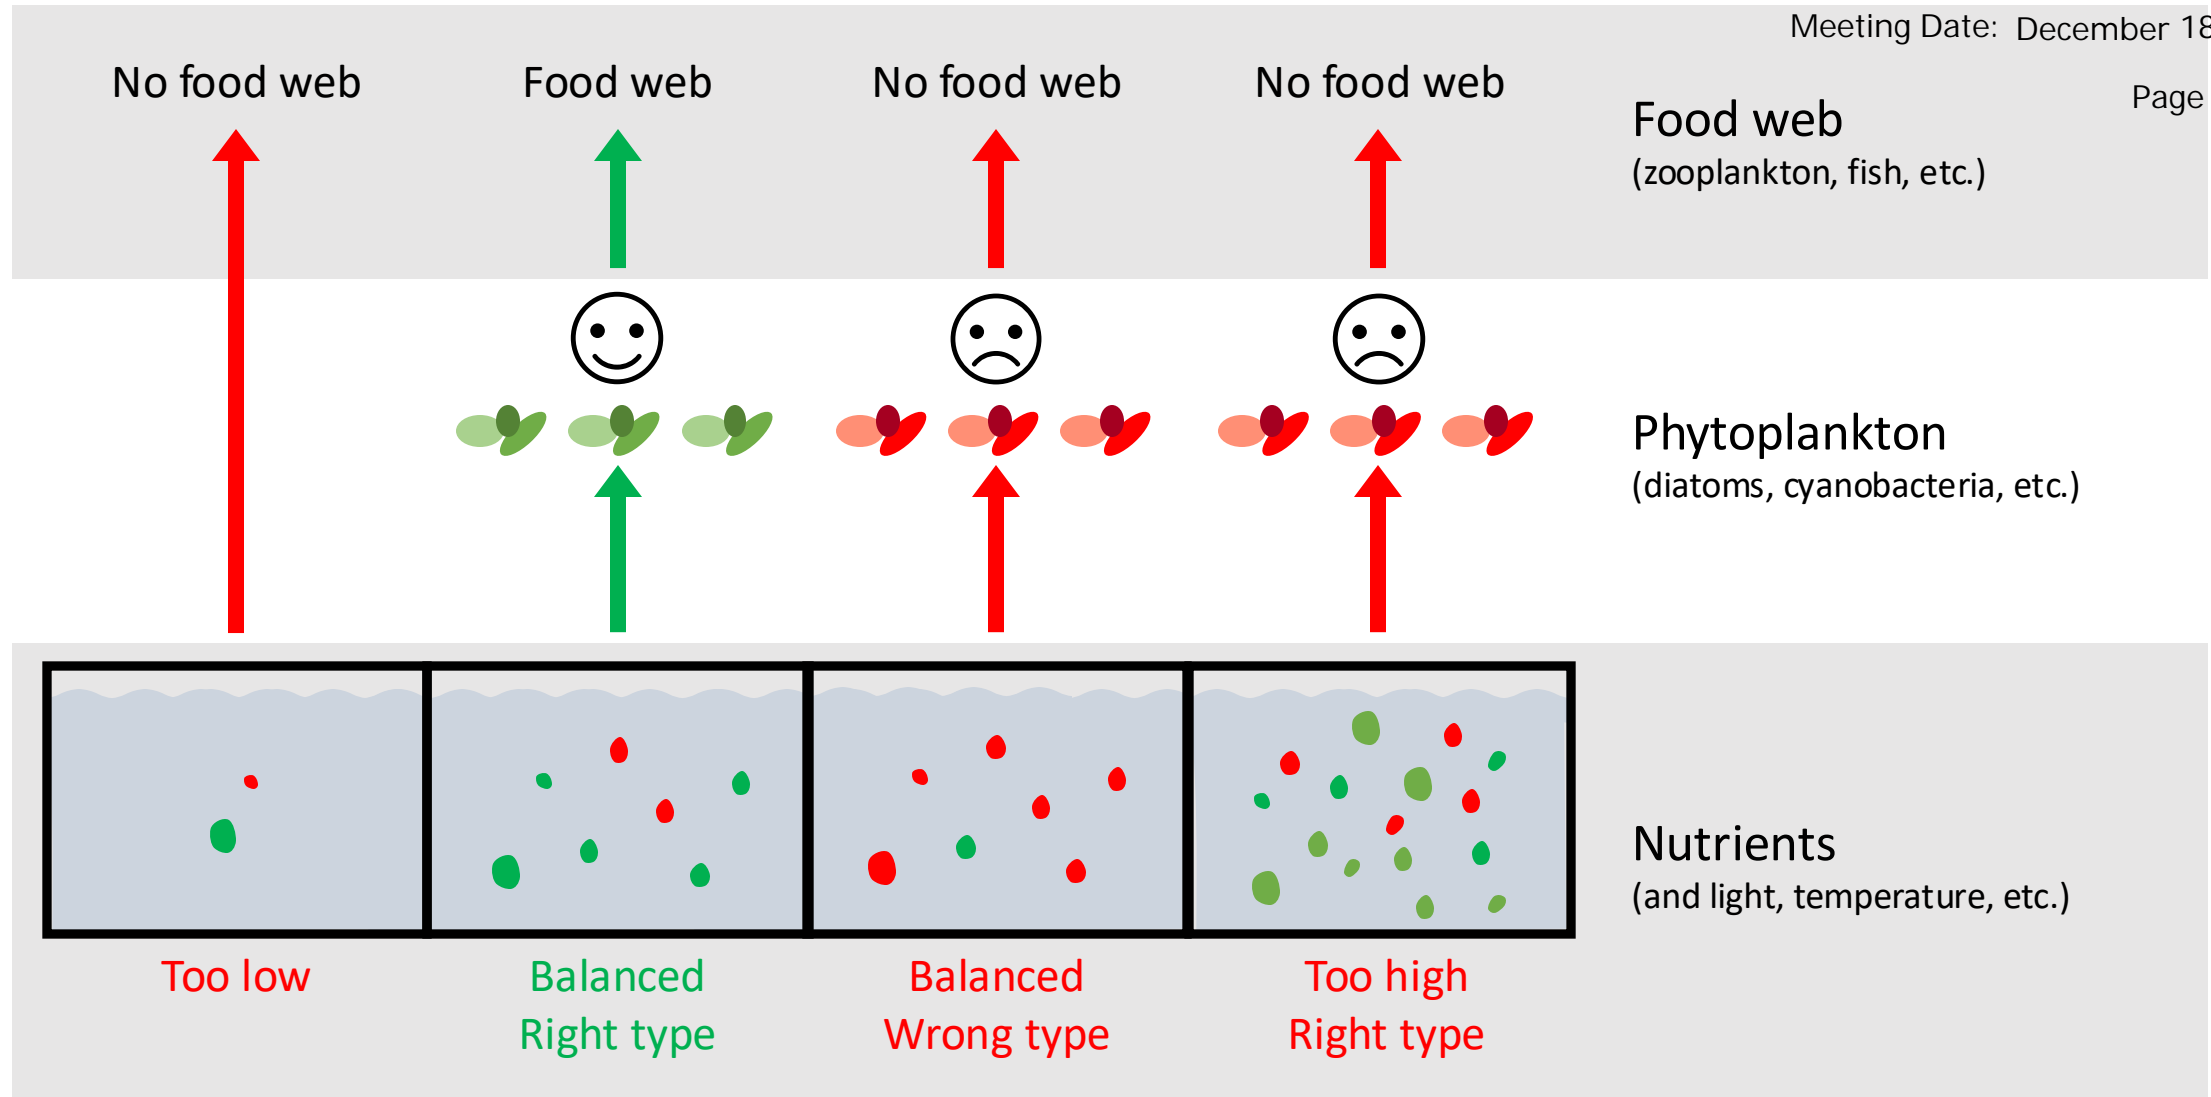 Meeting Date: December 18
Page
No food web
Food web
No food web
No food web
Food web
(zooplankton, fish, etc.)
Phytoplankton
(diatoms, cyanobacteria, etc.)
Nutrients
(and light, temperature, etc.)
Too low
Balanced
Right type
Balanced
Wrong type
Too high
Right type